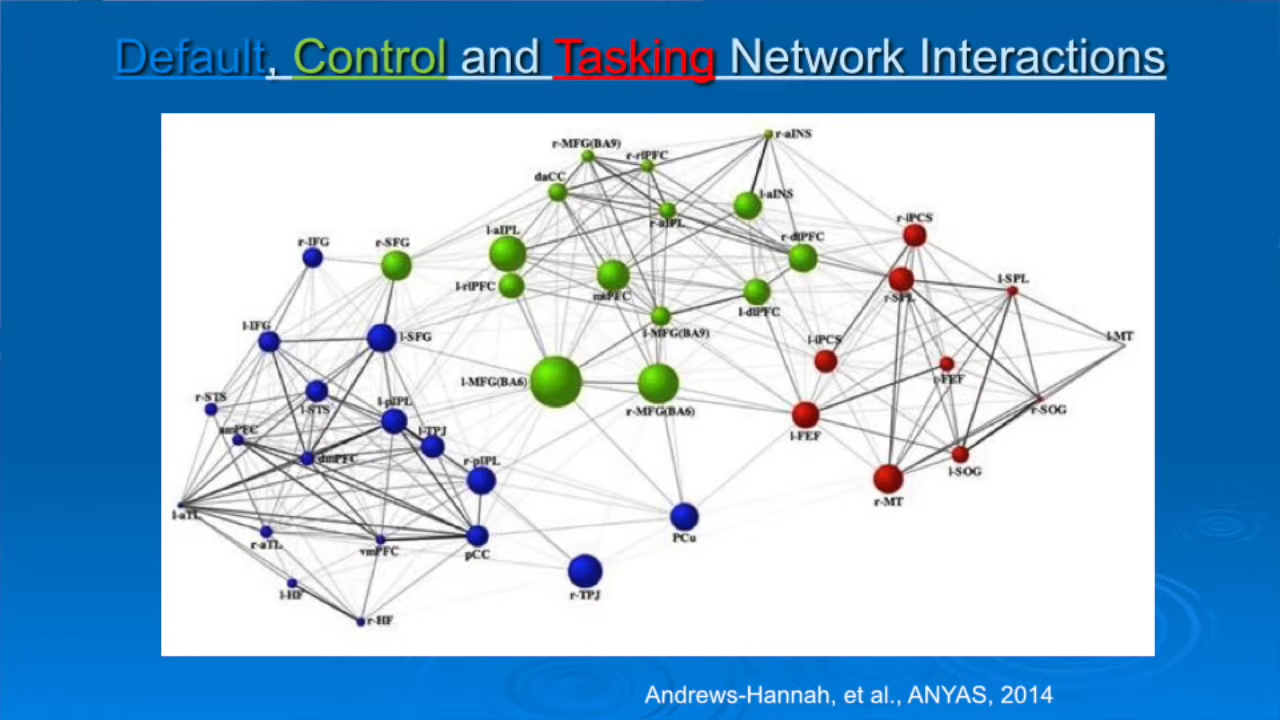 Default, Control and Tasking Network Interactions
r-aINS
r-MFG(BA9)
r-rlPFC
daCC
l-aINS
r-aIPL
r-iPCS
l-aIPL
r-dlPFC
r-IFG
r-SFG
l-rlPFC
msPFC
l-dlPFC
r-SPL
l-SPL
l-IFG
l-SFG
l-MFG(BA9)
l-iPCS
l-MT
l-MFG(BA6)
r-FEF
r-STS
l-STS
l-pIPL
r-MFG(BA6)
r-SOG
amPFC
l-TPJ
l-FEF
dmPFC
r-pIPL
l-SOG
l-aTL
r-MT
r-aTL
vmPFC
pCC
PCu
l-HF
r-TPJ
r-HF
Andrews-Hannah, et al., ANYAS, 2014